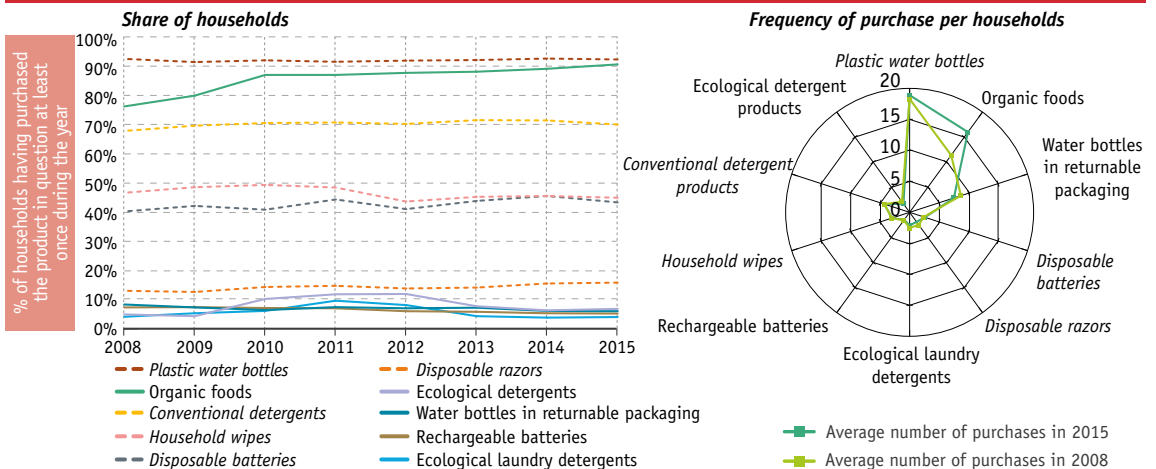 Share of households
% of households having purchased
the product in question at least
once during the year
100%
90%
80%
70%
60%
50%
40%
30%
20%
10%
0%
2008 2009 2010 2011 2012 2013 2014 2015
Plastic water bottles
Organic foods
Conventional detergents
Household wipes
Disposable batteries
Disposable razors
Ecological detergents
Water bottles in returnable packaging
Rechargeable batteries
Ecological laundry detergents
Frequency of purchase per households
Plastic water bottles
Organic foods
Water bottles
in returnable
packaging
Disposable
batteries
Disposable razors
Ecological laundry
detergents
Rechargeable batteries
Household wipes
Conventional detergent
products
Ecological detergent
products
20
15
10
5
0
Average number of purchases in 2015
Average number of purchases in 2008